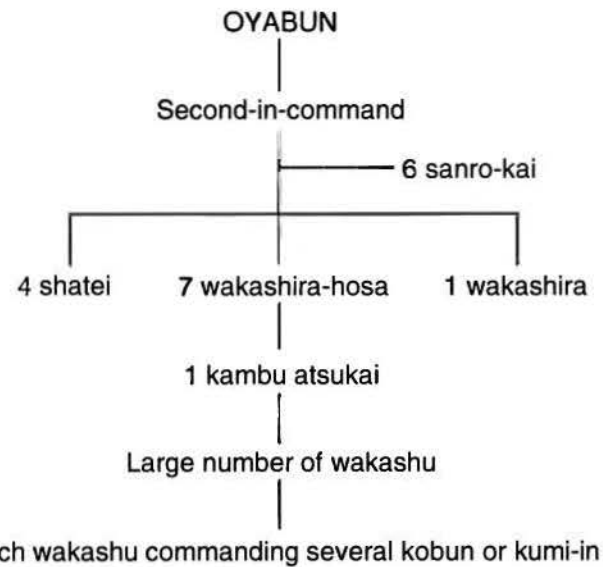 OYABUN
Second-in-command
6 sanro-kai
4 shatei 7 wakashira-hosa 1 wakashira
1 kambu atsukai
Large number of wakashu
ch wakashu commanding several kobun or kumi-in